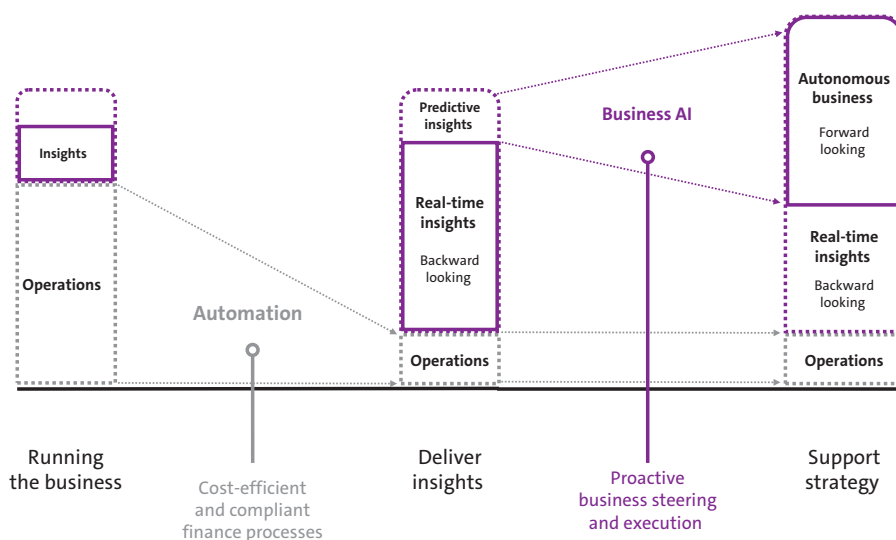 Insights
Operations
Automation
Predictive
insights
Real-time
insights
Backward
looking
Operations
Business AI
Autonomous
business
Forward
looking
Real-time
insights
Backward
looking
Operations
Running
the business
Cost-efficient
and compliant
finance processes
Deliver
insights
Proactive
business steering
and execution
Support
strategy